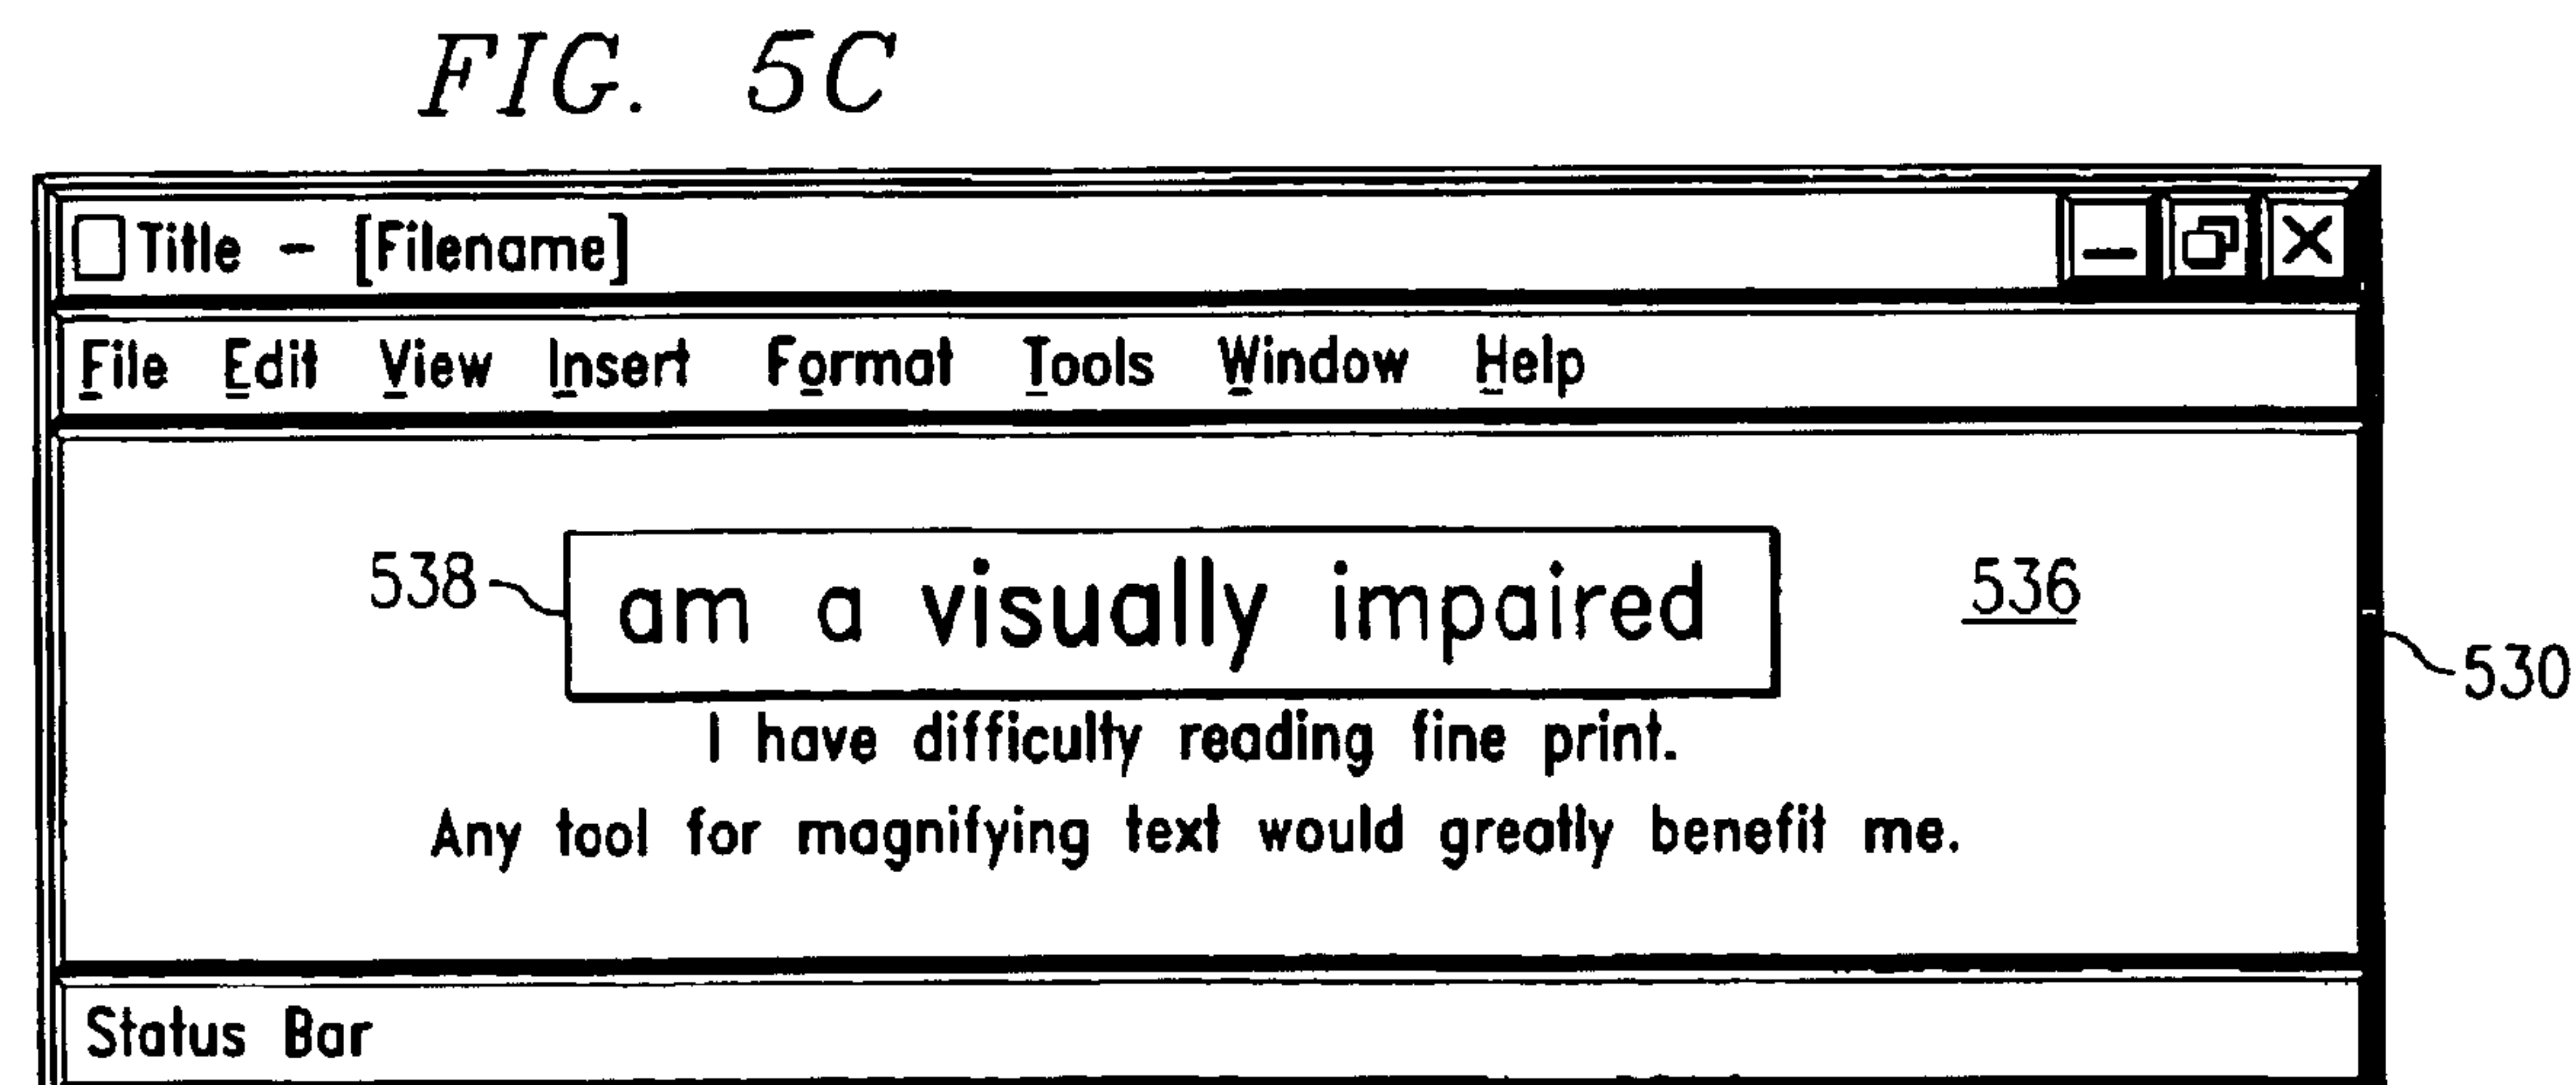 FIG. 5C
Title - [Filename]
File Edit View Insert Format Tools Window Help
538 am a visually impaired 536
530
I have difficulty reading fine print.
Any tool for magnifying text would greatly benefit me.
Status Bar